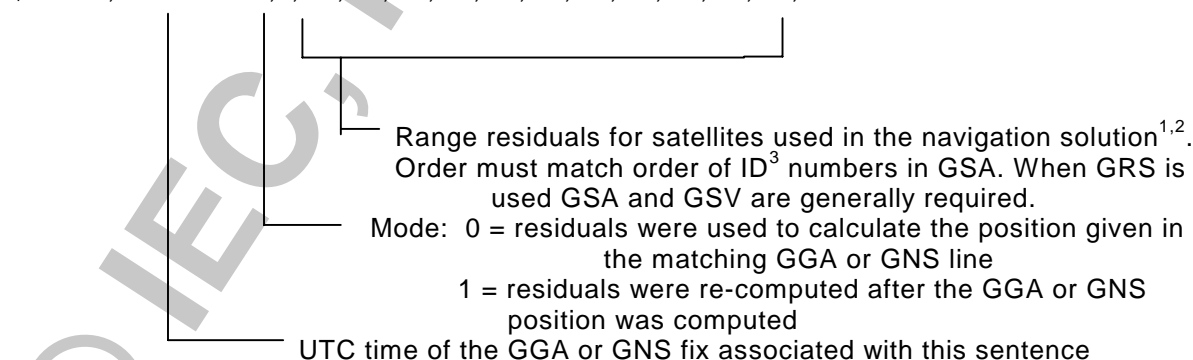 Range residuals for satellites used in the navigation solution1,2.
Order must match order of ID3 numbers in GSA. When GRS is
used GSA and GSV are generally required.
Mode: 0 = residuals were used to calculate the position given in
the matching GGA or GNS line
1 = residuals were re-computed after the GGA or GNS
position was computed
UTC time of the GGA or GNS fix associated with this sentence
IEC,